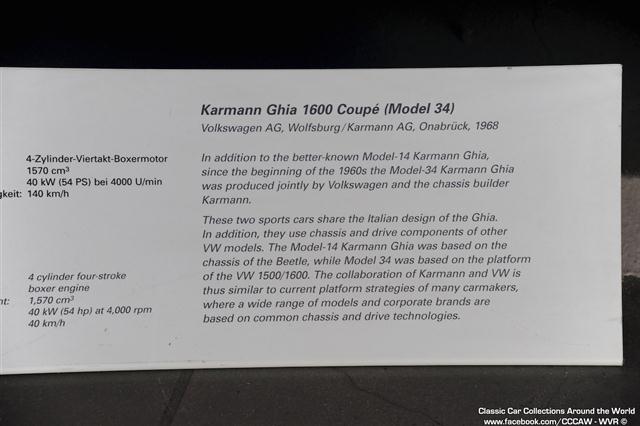 Karmann Ghia 1600 Coupé (Model 34)
Volkswagen AG, Wolfsburg/Karmann AG, Onabrück, 1968
4-Zylinder-Viertakt-Boxermotor
1570 cm³
40 kW (54 PS) bei 4000 U/min
gkeit: 140 km/h
In addition to the better-known Model-14 Karmann Ghia,
since the beginning of the 1960s the Model-34 Karmann Ghia
was produced jointly by Volkswagen and the chassis builder
Karmann.
These two sports cars share the Italian design of the Ghia.
In addition, they use chassis and drive components of other
VW models. The Model-14 Karmann Ghia was based on the
chassis of the Beetle, while Model 34 was based on the platform
of the VW 1500/1600. The collaboration of Karmann and VW is
thus similar to current platform strategies of many carmakers,
where a wide range of models and corporate brands are
based on common chassis and drive technologies.
4 cylinder four-stroke
boxer engine
nt: 1,570 cm³
40 kW (54 hp) at 4,000 rpm
40 km/h
Classic Car Collections Around the World
www.facebook.com/CCCAW - WVR ©